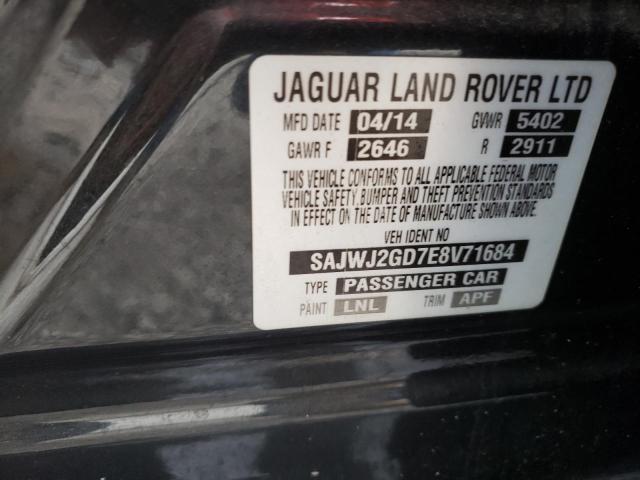 JAGUAR LAND ROVER LTD
MFD DATE 04/14 GVWR 5402
GAWR F 2646 R 2911
THIS VEHICLE CONFORMS TO ALL APPLICABLE FEDERAL MOTOR
VEHICLE SAFETY, BUMPER AND THEFT PREVENTION STANDARDS
IN EFFECT ON THE DATE OF MANUFACTURE SHOWN ABOVE.
VEH IDENT NO
SAJWJ2GD7E8V71684
TYPE PASSENGER CAR
PAINT LNL TRIM APF